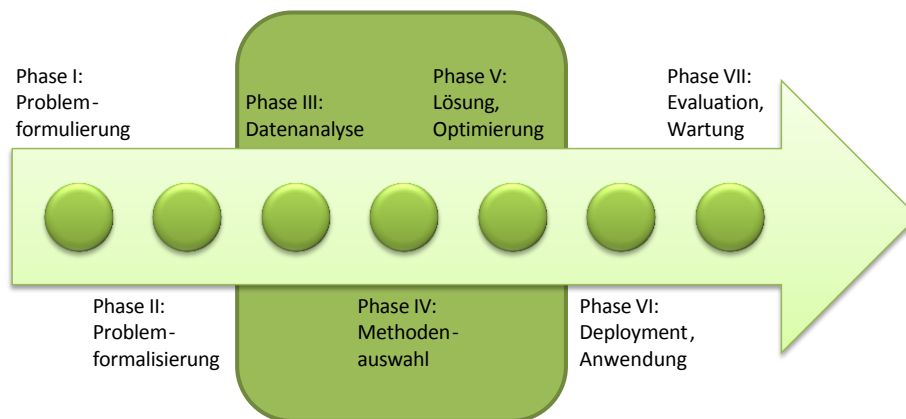 Phase I:
Problem-
formulierung
Phase II:
Problem-
formalisierung
Phase III:
Datenanalyse
Phase IV:
Methoden-
auswahl
Phase V:
Lösung,
Optimierung
Phase VI:
Deployment,
Anwendung
Phase VII:
Evaluation,
Wartung